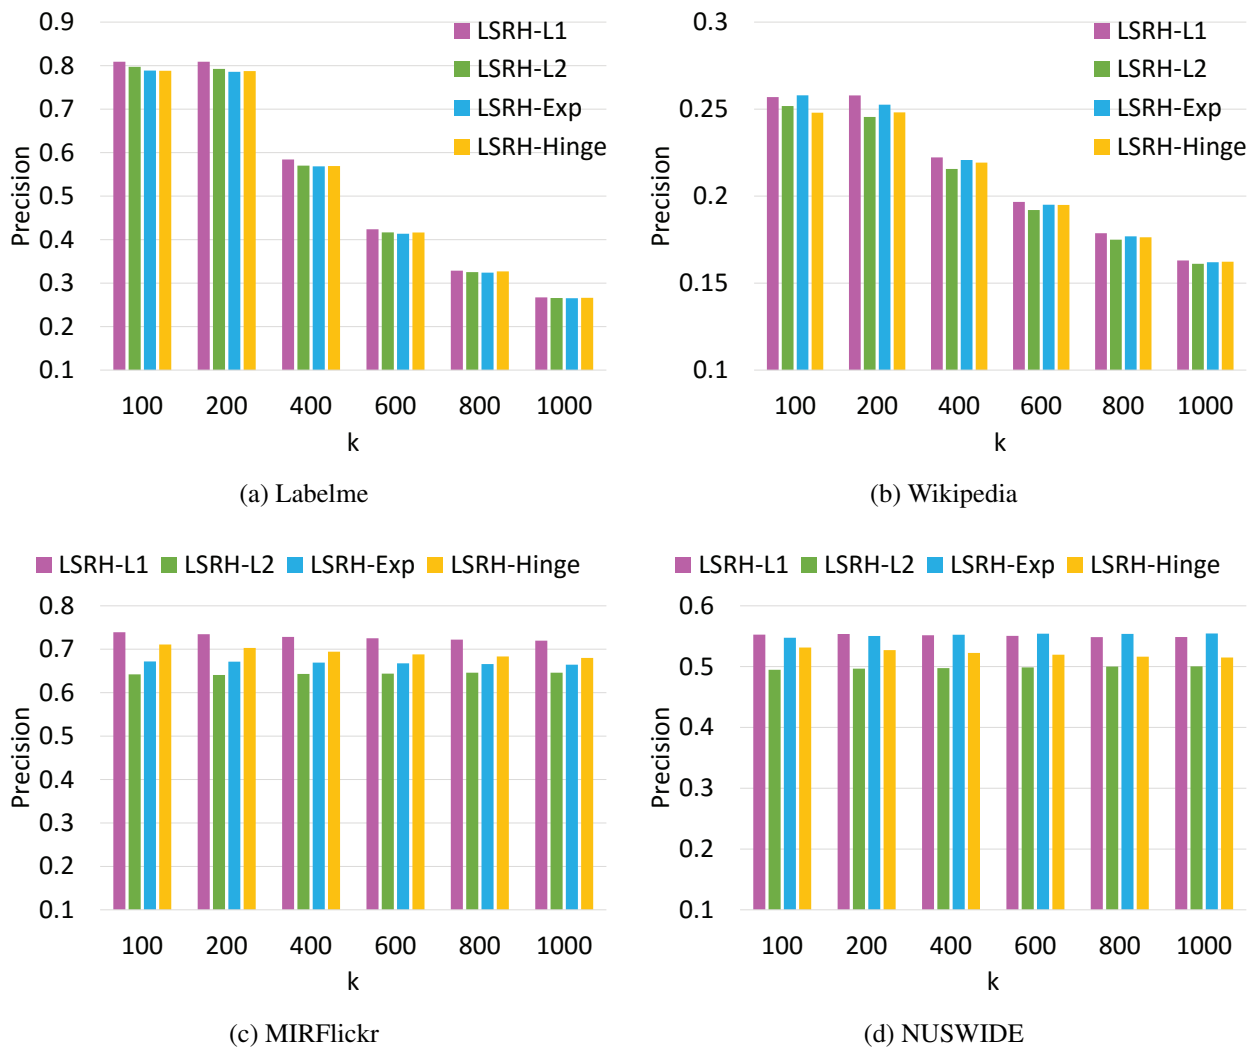 0.9
0.8
0.7
0.6
0.5
0.4
0.3
0.2
0.1
Precision
LSRH-L1
LSRH-L2
LSRH-Exp
LSRH-Hinge
100 200 400 600 800 1000
k
(a) Labelme
0.3
0.25
0.2
0.15
0.1
Precision
LSRH-L1
LSRH-L2
LSRH-Exp
LSRH-Hinge
100 200 400 600 800 1000
k
(b) Wikipedia
LSRH-L1 LSRH-L2 LSRH-Exp LSRH-Hinge
0.8
0.7
0.6
0.5
0.4
0.3
0.2
0.1
Precision
100 200 400 600 800 1000
k
(c) MIRFlickr
LSRH-L1 LSRH-L2 LSRH-Exp LSRH-Hinge
0.6
0.5
0.4
0.3
0.2
0.1
Precision
100 200 400 600 800 1000
k
(d) NUSWIDE